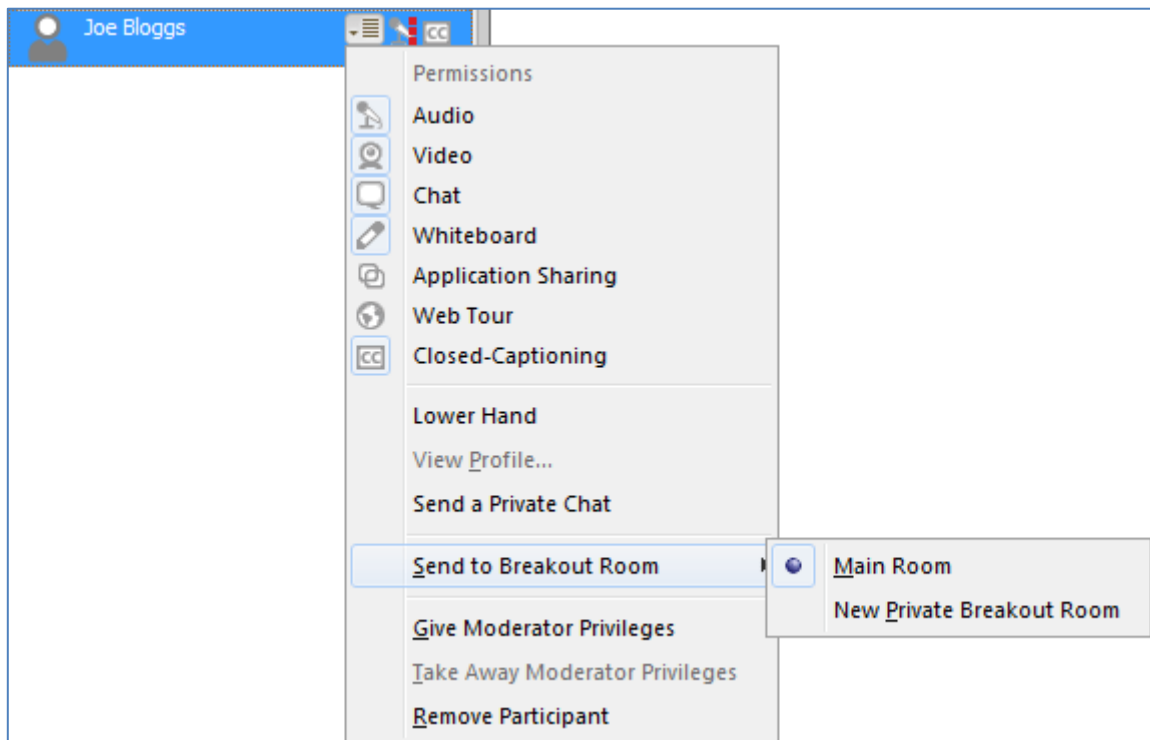 Joe Bloggs
CC
Permissions
Audio
Video
Chat
Whiteboard
Application Sharing
Web Tour
CC
Closed-Captioning
Lower Hand
View Profile...
Send a Private Chat
Send to Breakout Room
Main Room
New Private Breakout Room
Give Moderator Privileges
Take Away Moderator Privileges
Remove Participant